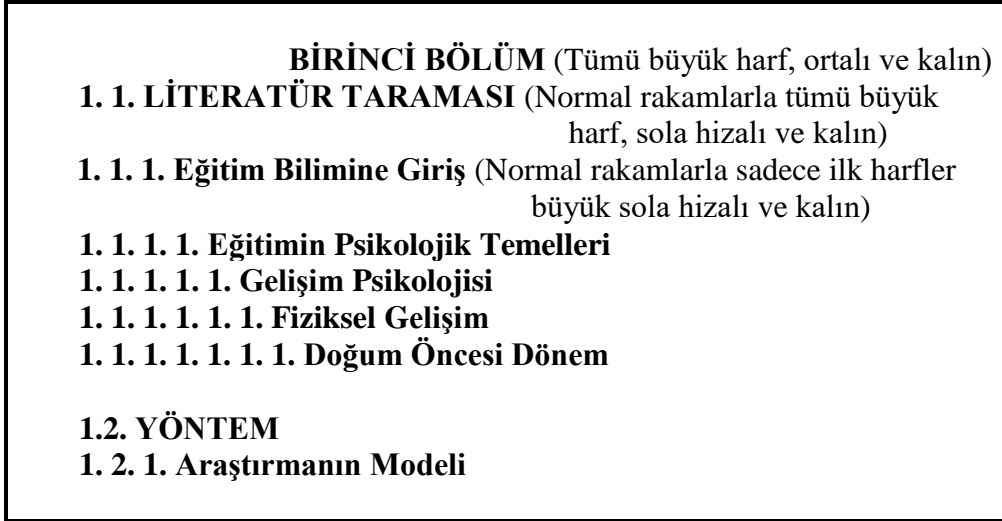 BİRİNCİ BÖLÜM (Tümü büyük harf, ortalı ve kalın)
1. 1. LİTERATÜR TARAMASI (Normal rakamlarla tümü büyük
harf, sola hizalı ve kalın)
1. 1. 1. Eğitim Bilimine Giriş (Normal rakamlarla sadece ilk harfler
büyük sola hizalı ve kalın)
1. 1. 1. 1. Eğitimin Psikolojik Temelleri
1. 1. 1. 1. 1. Gelişim Psikolojisi
1. 1. 1. 1. 1. 1. Fiziksel Gelişim
1. 1. 1. 1. 1. 1. 1. Doğum Öncesi Dönem
1.2. YÖNTEM
1. 2. 1. Araştırmanın Modeli